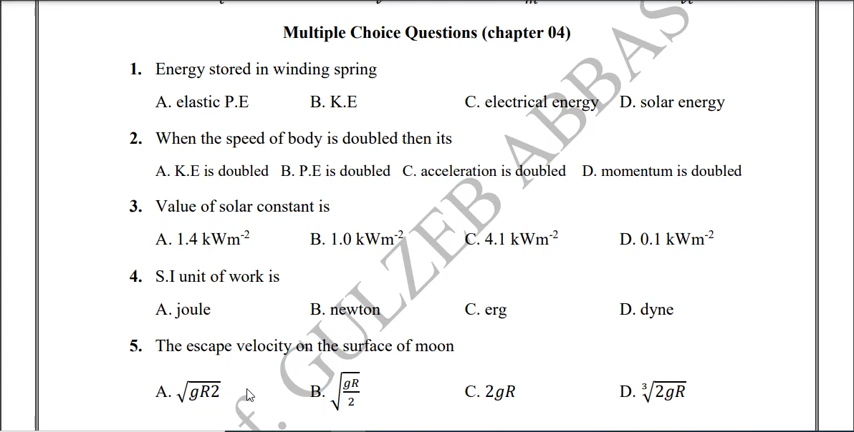 Multiple Choice Questions (chapter 04)
1. Energy stored in winding spring
A. elastic P.E B. K.E C. electrical energy D. solar energy
2. When the speed of body is doubled then its
A. K.E is doubled B. P.E is doubled C. acceleration is doubled D. momentum is doubled
3. Value of solar constant is
A. 1.4 kWm⁻² B. 1.0 kWm⁻² C. 4.1 kWm⁻² D. 0.1 kWm⁻²
4. S.I unit of work is
A. joule B. newton C. erg D. dyne
5. The escape velocity on the surface of moon
A. √gR2 B. √(gR/2) C. 2gR D. ∛2gR
f. GULZEB ABBAS